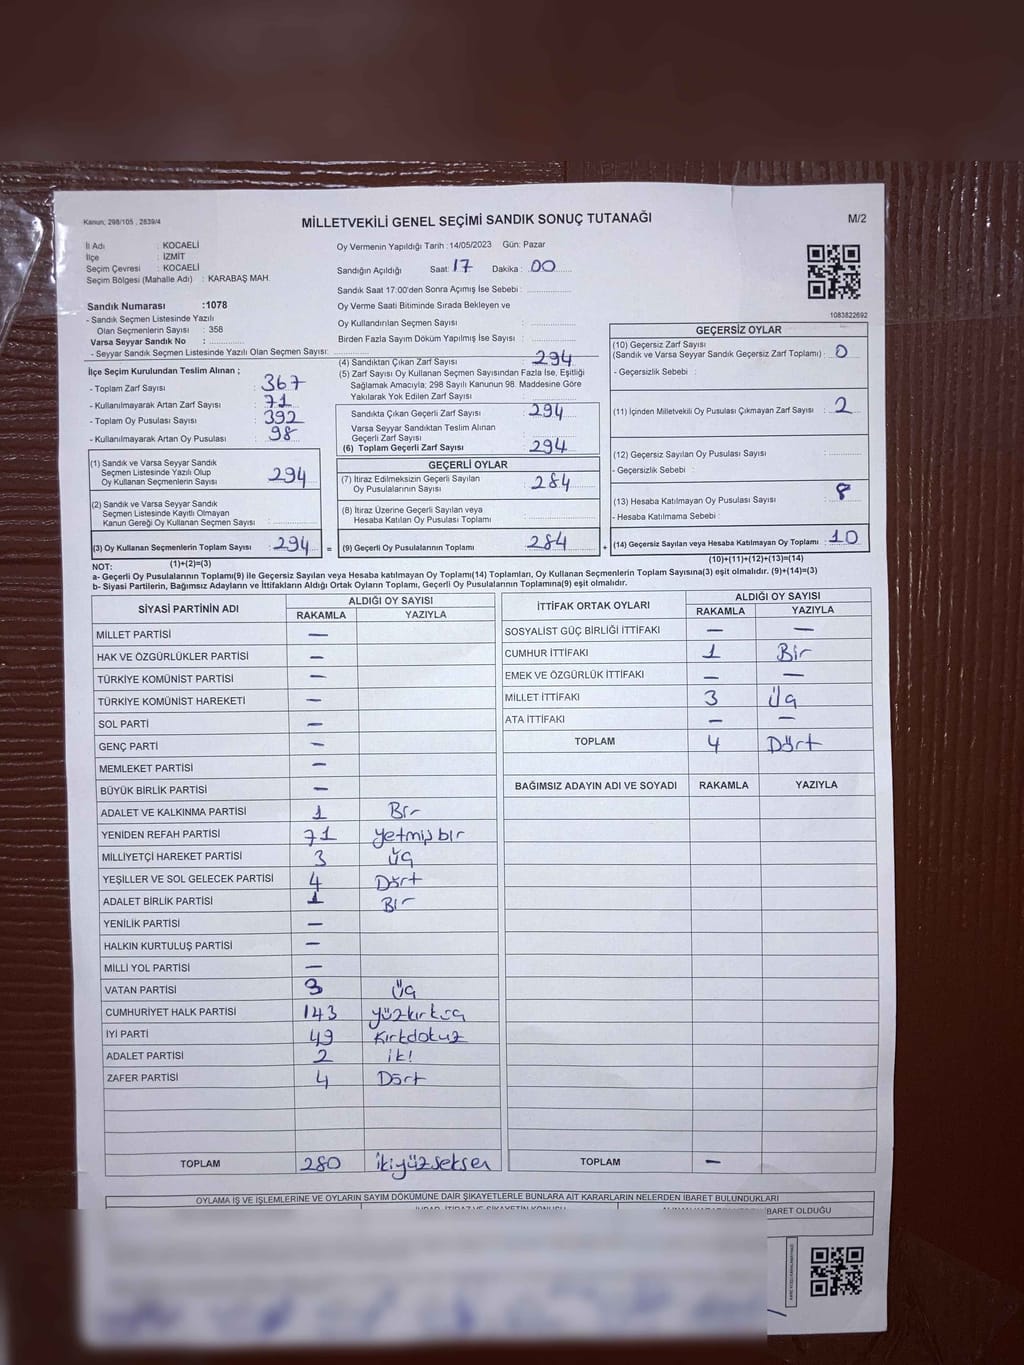 Kanun; 298/105 , 2839/4
MİLLETVEKİLİ GENEL SEÇİMİ SANDIK SONUÇ TUTANAĞI
M/2
İl Adı : KOCAELİ
İlçe : İZMİT
Seçim Çevresi : KOCAELİ
Seçim Bölgesi (Mahalle Adı) : KARABAŞ MAH.
Oy Vermenin Yapıldığı Tarih :14/05/2023 Gün: Pazar
Sandığın Açıldığı Saat: 17 Dakika : 00
Sandık Saat 17:00'den Sonra Açımış İse Sebebi :
Sandık Numarası :1078
- Sandık Seçmen Listesinde Yazılı
Olan Seçmenlerin Sayısı : 358
Varsa Seyyar Sandık No :
- Seyyar Sandık Seçmen Listesinde Yazılı Olan Seçmen Sayısı:
Oy Verme Saati Bitiminde Sırada Bekleyen ve
Oy Kullandırılan Seçmen Sayısı :
Birden Fazla Sayım Döküm Yapılmış İse Sayısı :
1083822692
İlçe Seçim Kurulundan Teslim Alınan ;
- Toplam Zarf Sayısı : 367
- Kullanılmayarak Artan Zarf Sayısı : 71
- Toplam Oy Pusulası Sayısı : 392
- Kullanılmayarak Artan Oy Pusulası : 98
(4) Sandıktan Çıkan Zarf Sayısı : 294
(5) Zarf Sayısı Oy Kullanan Seçmen Sayısından Fazla İse, Eşitliği
Sağlamak Amacıyla; 298 Sayılı Kanunun 98. Maddesine Göre
Yakılarak Yok Edilen Zarf Sayısı :
Sandıkta Çıkan Geçerli Zarf Sayısı : 294
Varsa Seyyar Sandıktan Teslim Alınan
Geçerli Zarf Sayısı :
(6) Toplam Geçerli Zarf Sayısı : 294
GEÇERSİZ OYLAR
(10) Geçersiz Zarf Sayısı
(Sandık ve Varsa Seyyar Sandık Geçersiz Zarf Toplamı) : 0
- Geçersizlik Sebebi :
(11) İçinden Milletvekili Oy Pusulası Çıkmayan Zarf Sayısı : 2
(12) Geçersiz Sayılan Oy Pusulası Sayısı :
- Geçersizlik Sebebi :
(13) Hesaba Katılmayan Oy Pusulası Sayısı : 8
- Hesaba Katılmama Sebebi :
(14) Geçersiz Sayılan veya Hesaba Katılmayan Oy Toplamı : 10
(10)+(11)+(12)+(13)=(14)
(1) Sandık ve Varsa Seyyar Sandık
Seçmen Listesinde Yazılı Olup
Oy Kullanan Seçmenlerin Sayısı : 294
(2) Sandık ve Varsa Seyyar Sandık
Seçmen Listesinde Kayıtlı Olmayan
Kanun Gereği Oy Kullanan Seçmen Sayısı :
(3) Oy Kullanan Seçmenlerin Toplam Sayısı : 294 =
(1)+(2)=(3)
GEÇERLİ OYLAR
(7) İtiraz Edilmeksizin Geçerli Sayılan
Oy Pusulalarının Sayısı : 284
(8) İtiraz Üzerine Geçerli Sayılan veya
Hesaba Katılan Oy Pusulası Toplamı :
(9) Geçerli Oy Pusulalarının Toplamı : 284 +
NOT:
a- Geçerli Oy Pusulalarının Toplamı(9) ile Geçersiz Sayılan veya Hesaba katılmayan Oy Toplamı(14) Toplamları, Oy Kullanan Seçmenlerin Toplam Sayısına(3) eşit olmalıdır. (9)+(14)=(3)
b- Siyasi Partilerin, Bağımsız Adayların ve İttifakların Aldığı Ortak Oyların Toplamı, Geçerli Oy Pusulalarının Toplamına(9) eşit olmalıdır.
SİYASİ PARTİNİN ADI ALDIĞI OY SAYISI
RAKAMLA YAZIYLA
MİLLET PARTİSİ —
HAK VE ÖZGÜRLÜKLER PARTİSİ —
TÜRKİYE KOMÜNİST PARTİSİ —
TÜRKİYE KOMÜNİST HAREKETİ —
SOL PARTİ —
GENÇ PARTİ —
MEMLEKET PARTİSİ —
BÜYÜK BİRLİK PARTİSİ —
ADALET VE KALKINMA PARTİSİ 1 Bir
YENİDEN REFAH PARTİSİ 71 Yetmişbir
MİLLİYETÇİ HAREKET PARTİSİ 3 Üç
YEŞİLLER VE SOL GELECEK PARTİSİ 4 Dört
ADALET BİRLİK PARTİSİ 1 Bir
YENİLİK PARTİSİ —
HALKIN KURTULUŞ PARTİSİ —
MİLLİ YOL PARTİSİ —
VATAN PARTİSİ 3 Üç
CUMHURİYET HALK PARTİSİ 143 Yüzkırküç
İYİ PARTİ 49 Kırkdokuz
ADALET PARTİSİ 2 iki
ZAFER PARTİSİ 4 Dört
TOPLAM 280 ikiyüzseksen
İTTİFAK ORTAK OYLARI ALDIĞI OY SAYISI
RAKAMLA YAZIYLA
SOSYALİST GÜÇ BİRLİĞİ İTTİFAKI — —
CUMHUR İTTİFAKI 1 Bir
EMEK VE ÖZGÜRLÜK İTTİFAKI — —
MİLLET İTTİFAKI 3 Üç
ATA İTTİFAKI — —
TOPLAM 4 Dört
BAĞIMSIZ ADAYIN ADI VE SOYADI RAKAMLA YAZIYLA
TOPLAM —
OYLAMA İŞ VE İŞLEMLERİNE VE OYLARIN SAYIM DÖKÜMÜNE DAİR ŞİKAYETLERLE BUNLARA AİT KARARLARIN NELERDEN İBARET BULUNDUKLARI
İBARET OLDUĞU